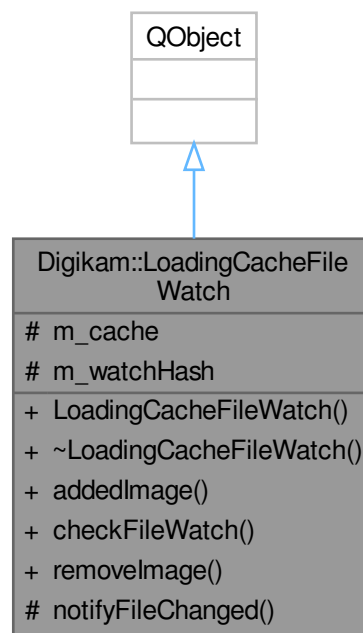 QObject
Digikam::LoadingCacheFile
Watch
# m_cache
# m_watchHash
+ LoadingCacheFileWatch()
+ ~LoadingCacheFileWatch()
+ addedImage()
+ checkFileWatch()
+ removeImage()
# notifyFileChanged()